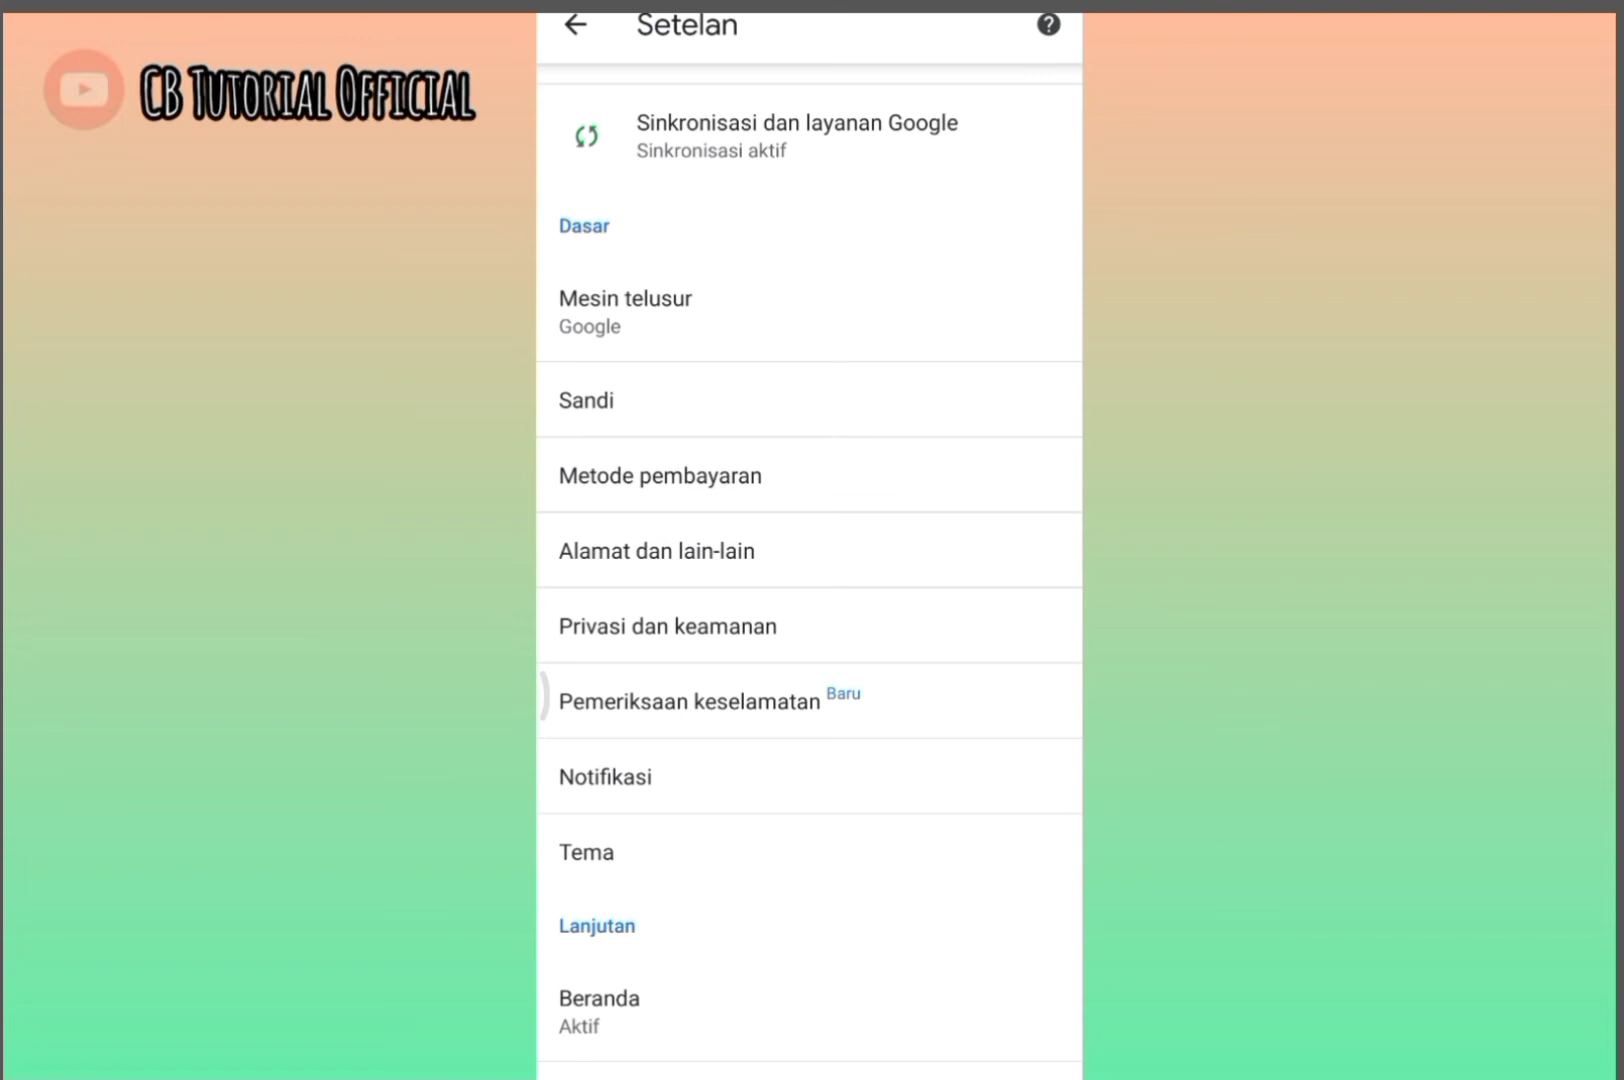 Setelan
CB TUTORIAL OFFICIAL
Sinkronisasi dan layanan Google
Sinkronisasi aktif
Dasar
Mesin telusur
Google
Sandi
Metode pembayaran
Alamat dan lain-lain
Privasi dan keamanan
Pemeriksaan keselamatan Baru
Notifikasi
Tema
Lanjutan
Beranda
Aktif